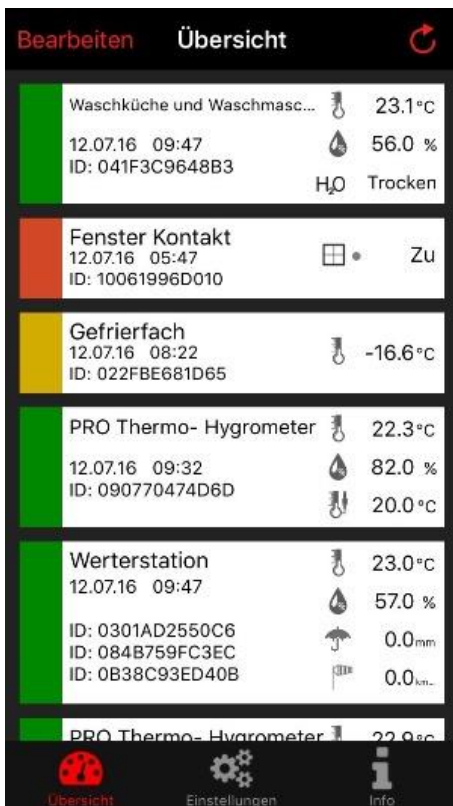 Bearbeiten Übersicht
Waschküche und Waschmasc... 23.1°C
12.07.16 09:47 56.0 %
ID: 041F3C9648B3
H₂O Trocken
Fenster Kontakt
12.07.16 05:47 Zu
ID: 10061996D010
Gefrierfach
12.07.16 08:22 -16.6°C
ID: 022FBE681D65
PRO Thermo- Hygrometer 22.3°C
12.07.16 09:32 82.0 %
ID: 090770474D6D 20.0°C
Werterstation 23.0°C
12.07.16 09:47
57.0 %
ID: 0301AD2550C6
ID: 084B759FC3EC 0.0mm
ID: 0B38C93ED40B 0.0km...
PRO Thermo- Hygrometer 22.9°C
Übersicht Einstellungen Info